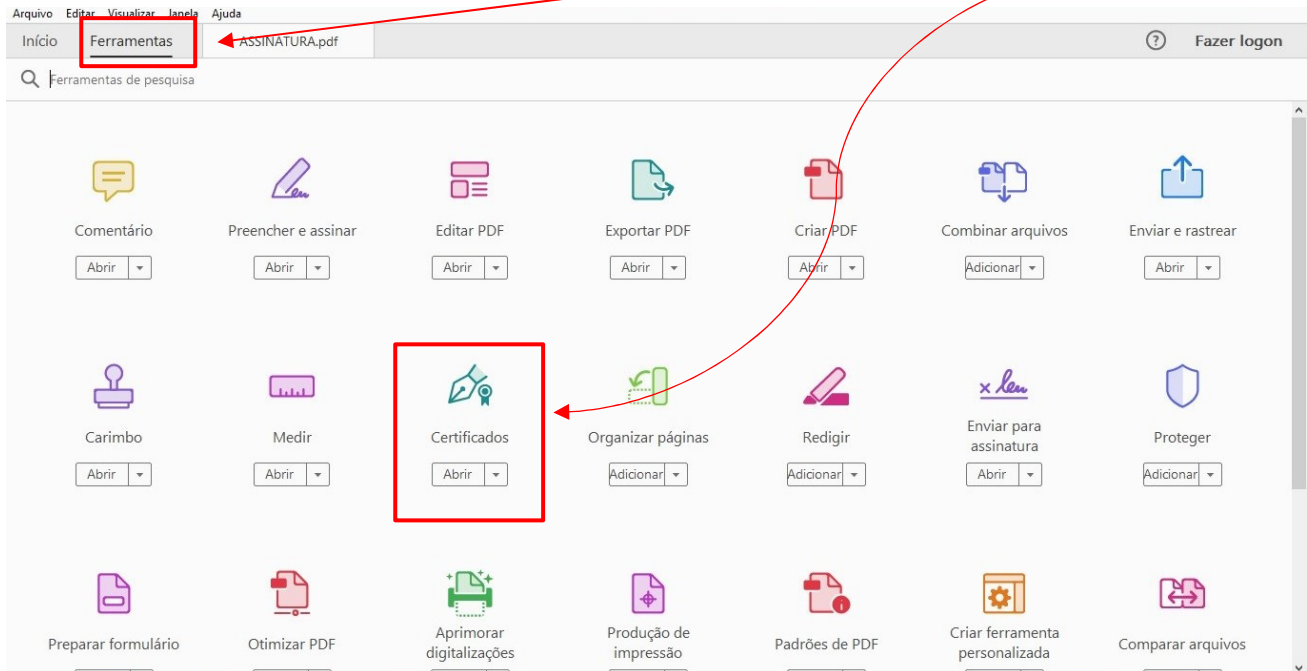 Arquivo Editar Visualizar Janela Ajuda
Início Ferramentas ASSINATURA.pdf Fazer logon
Ferramentas de pesquisa
Comentário Preencher e assinar Editar PDF Exportar PDF Criar PDF Combinar arquivos Enviar e rastrear
Abrir Abrir Abrir Abrir Abrir Adicionar Abrir
Carimbo Medir Certificados Organizar páginas Redigir Enviar para assinatura Proteger
Abrir Abrir Abrir Adicionar Adicionar Abrir Adicionar
Preparar formulário Otimizar PDF Aprimorar digitalizações Produção de impressão Padrões de PDF Criar ferramenta personalizada Comparar arquivos